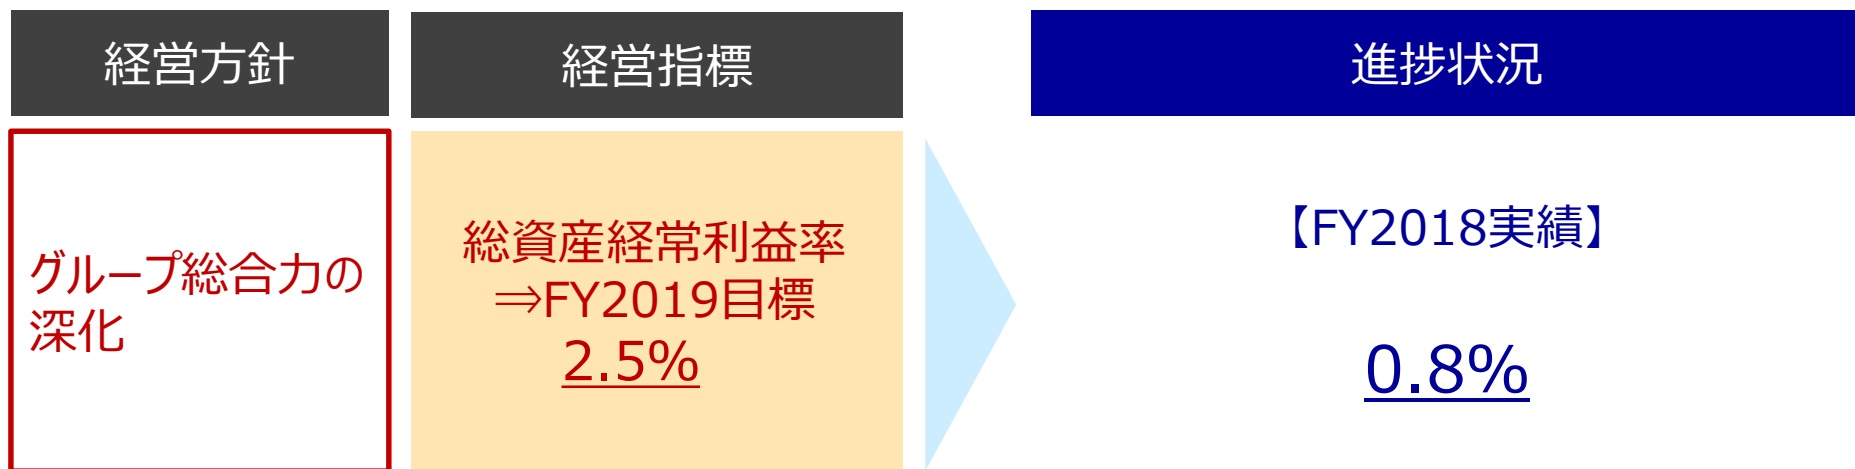 経営方針
経営指標
進捗状況
グループ総合力の
深化
総資産経常利益率
⇒FY2019目標
2.5%
【FY2018実績】
0.8%